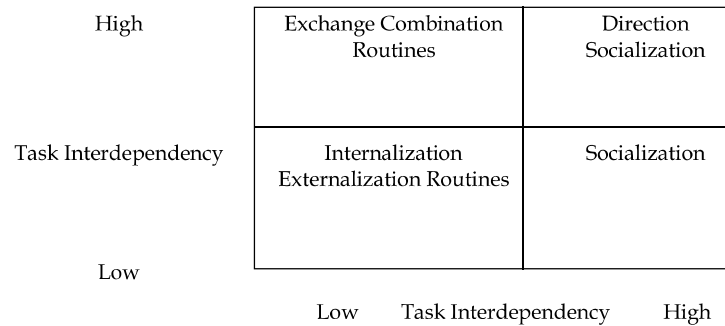 High
Exchange Combination
Routines
Direction
Socialization
Task Interdependency
Internalization
Externalization Routines
Socialization
Low
Low Task Interdependency High